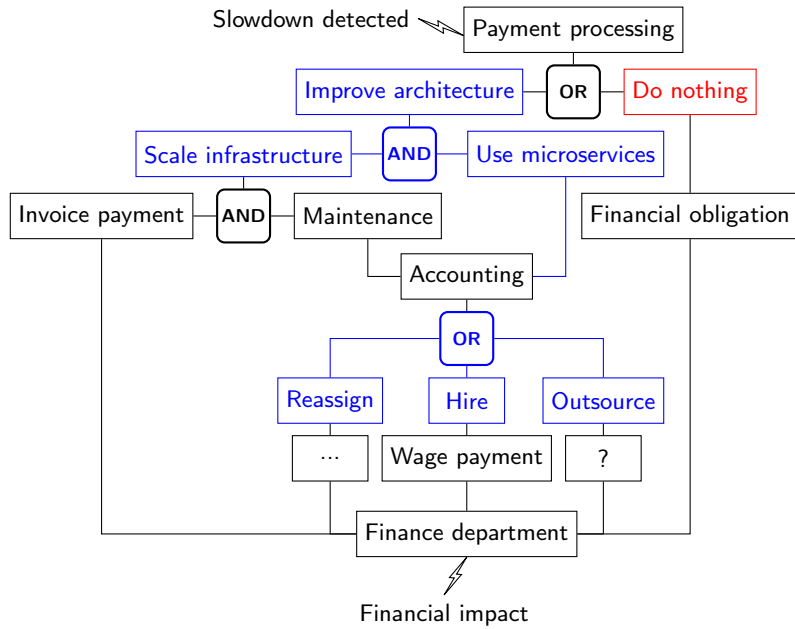 Slowdown detected
Payment processing
Improve architecture
OR
Do nothing
Scale infrastructure
AND
Use microservices
Invoice payment
AND
Maintenance
Financial obligation
Accounting
OR
Reassign
Hire
Outsource
...
Wage payment
?
Finance department
Financial impact